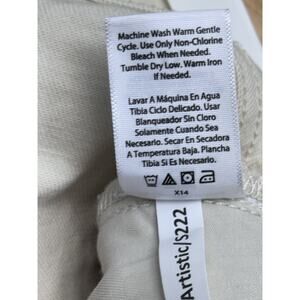 Machine Wash Warm Gentle
Cycle. Use Only Non-Chlorine
Bleach When Needed.
Tumble Dry Low. Warm Iron
If Needed.
Lavar A Máquina En Agua
Tibia Ciclo Delicado. Usar
Blanqueador Sin Cloro
Solamente Cuando Sea
Necesario. Secar En Secadora
A Temperatura Baja. Plancha
Tibia Si Es Necesario.
X14
Artistic/S222